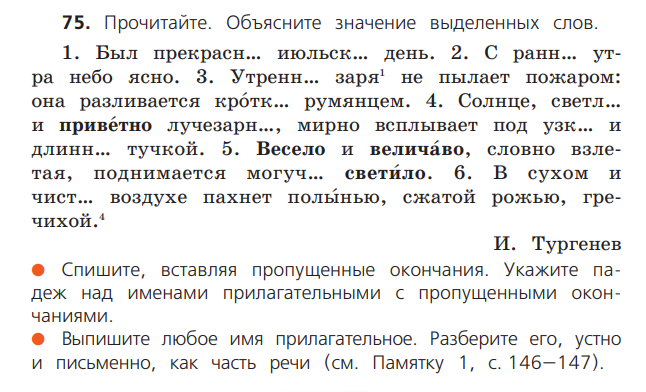 75. Прочитайте. Объясните значение выделенных слов.
1. Был прекрасн... июльск... день. 2. С ранн... ут-
ра небо ясно. 3. Утренн... заря¹ не пылает пожаром:
она разливается кро́тк... румянцем. 4. Солнце, светл...
и приве́тно лучезарн..., мирно всплывает под узк... и
длинн... тучкой. 5. Весело и велича́во, словно взле-
тая, поднимается могуч... свети́ло. 6. В сухом и
чист... воздухе пахнет полы́нью, сжатой рожью, гре-
чихой.⁴
И. Тургенев
● Спишите, вставляя пропущенные окончания. Укажите па-
деж над именами прилагательными с пропущенными окон-
чаниями.
● Выпишите любое имя прилагательное. Разберите его, устно
и письменно, как часть речи (см. Памятку 1, с. 146–147).